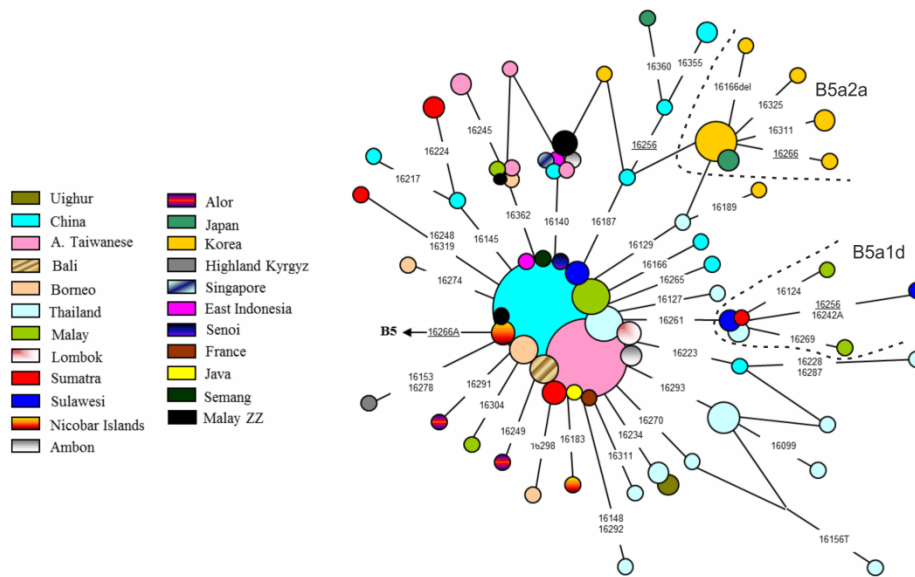 Uighur
China
A. Taiwanese
Bali
Borneo
Thailand
Malay
Lombok
Sumatra
Sulawesi
Nicobar Islands
Ambon
Alor
Japan
Korea
Highland Kyrgyz
Singapore
East Indonesia
Senoi
France
Java
Semang
Malay ZZ
16360
16355
16166del
B5a2a
16325
16311
16266
16245
16256
16224
16217
16189
16362
16140
16187
16248
16319
16145
16129
16166
16265
16274
16127
B5a1d
16124
16256
16242A
16261
B5
16266A
16269
16223
16228
16287
16153
16278
16291
16293
16304
16270
16249
16234
16298
16183
16311
16099
16148
16292
16156T